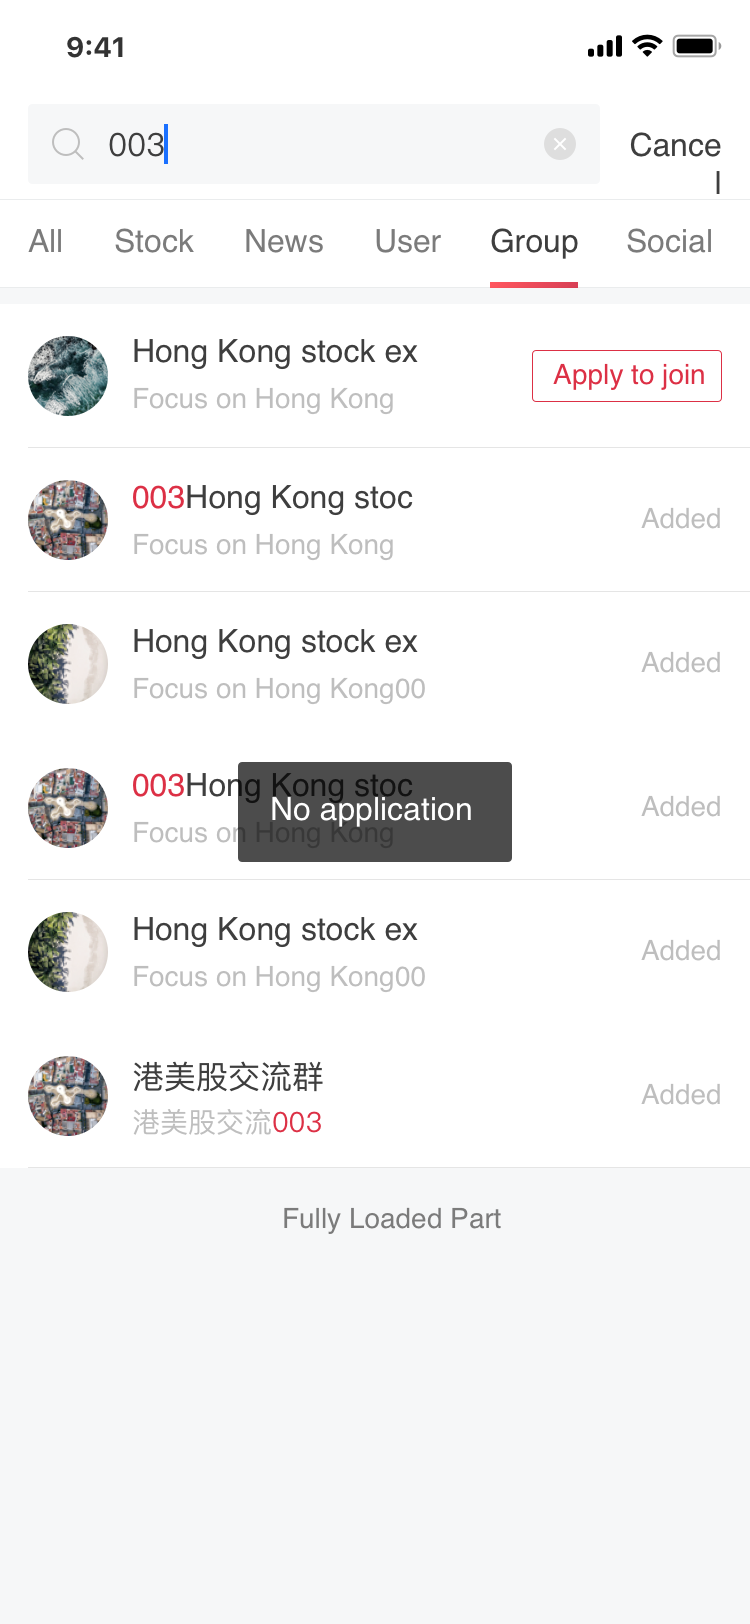 9:41
003
Cancel
All Stock News User Group Social
Hong Kong stock ex
Focus on Hong Kong
Apply to join
003Hong Kong stoc
Focus on Hong Kong
Added
Hong Kong stock ex
Focus on Hong Kong00
Added
003Hong Kong stoc
Focus on Hong Kong
Added
No application
Hong Kong stock ex
Focus on Hong Kong00
Added
港美股交流群
港美股交流003
Added
Fully Loaded Part